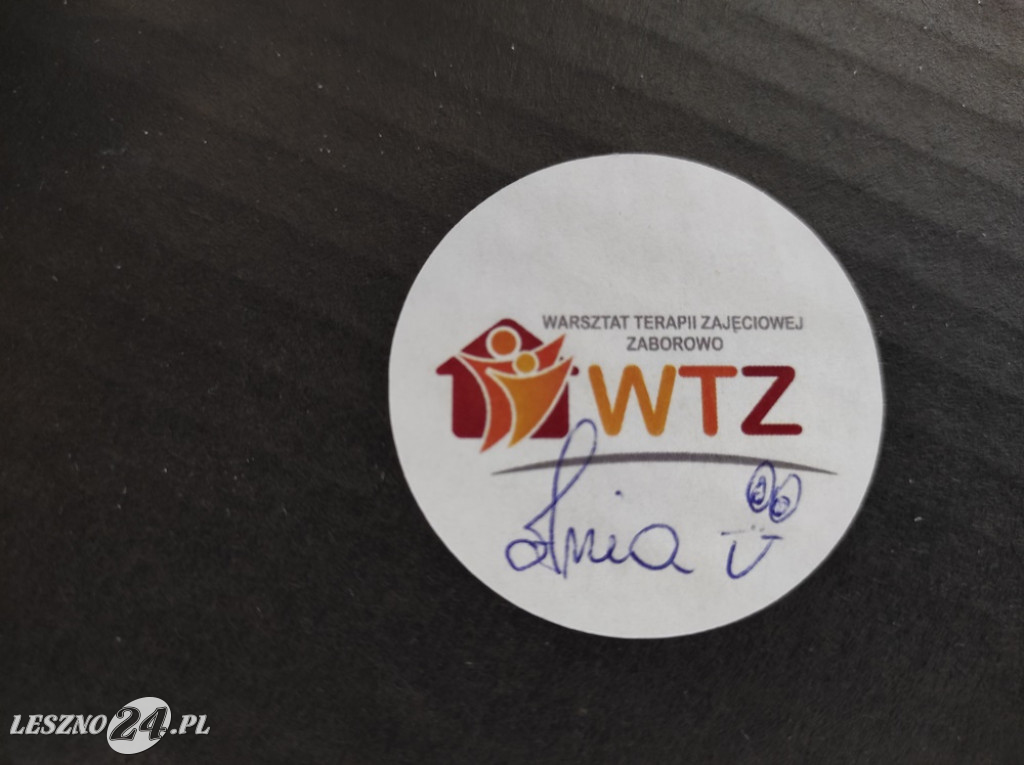 WARSZTAT TERAPII ZAJĘCIOWEJ
ZABOROWO
WTZ
Ania
LESZNO24.PL